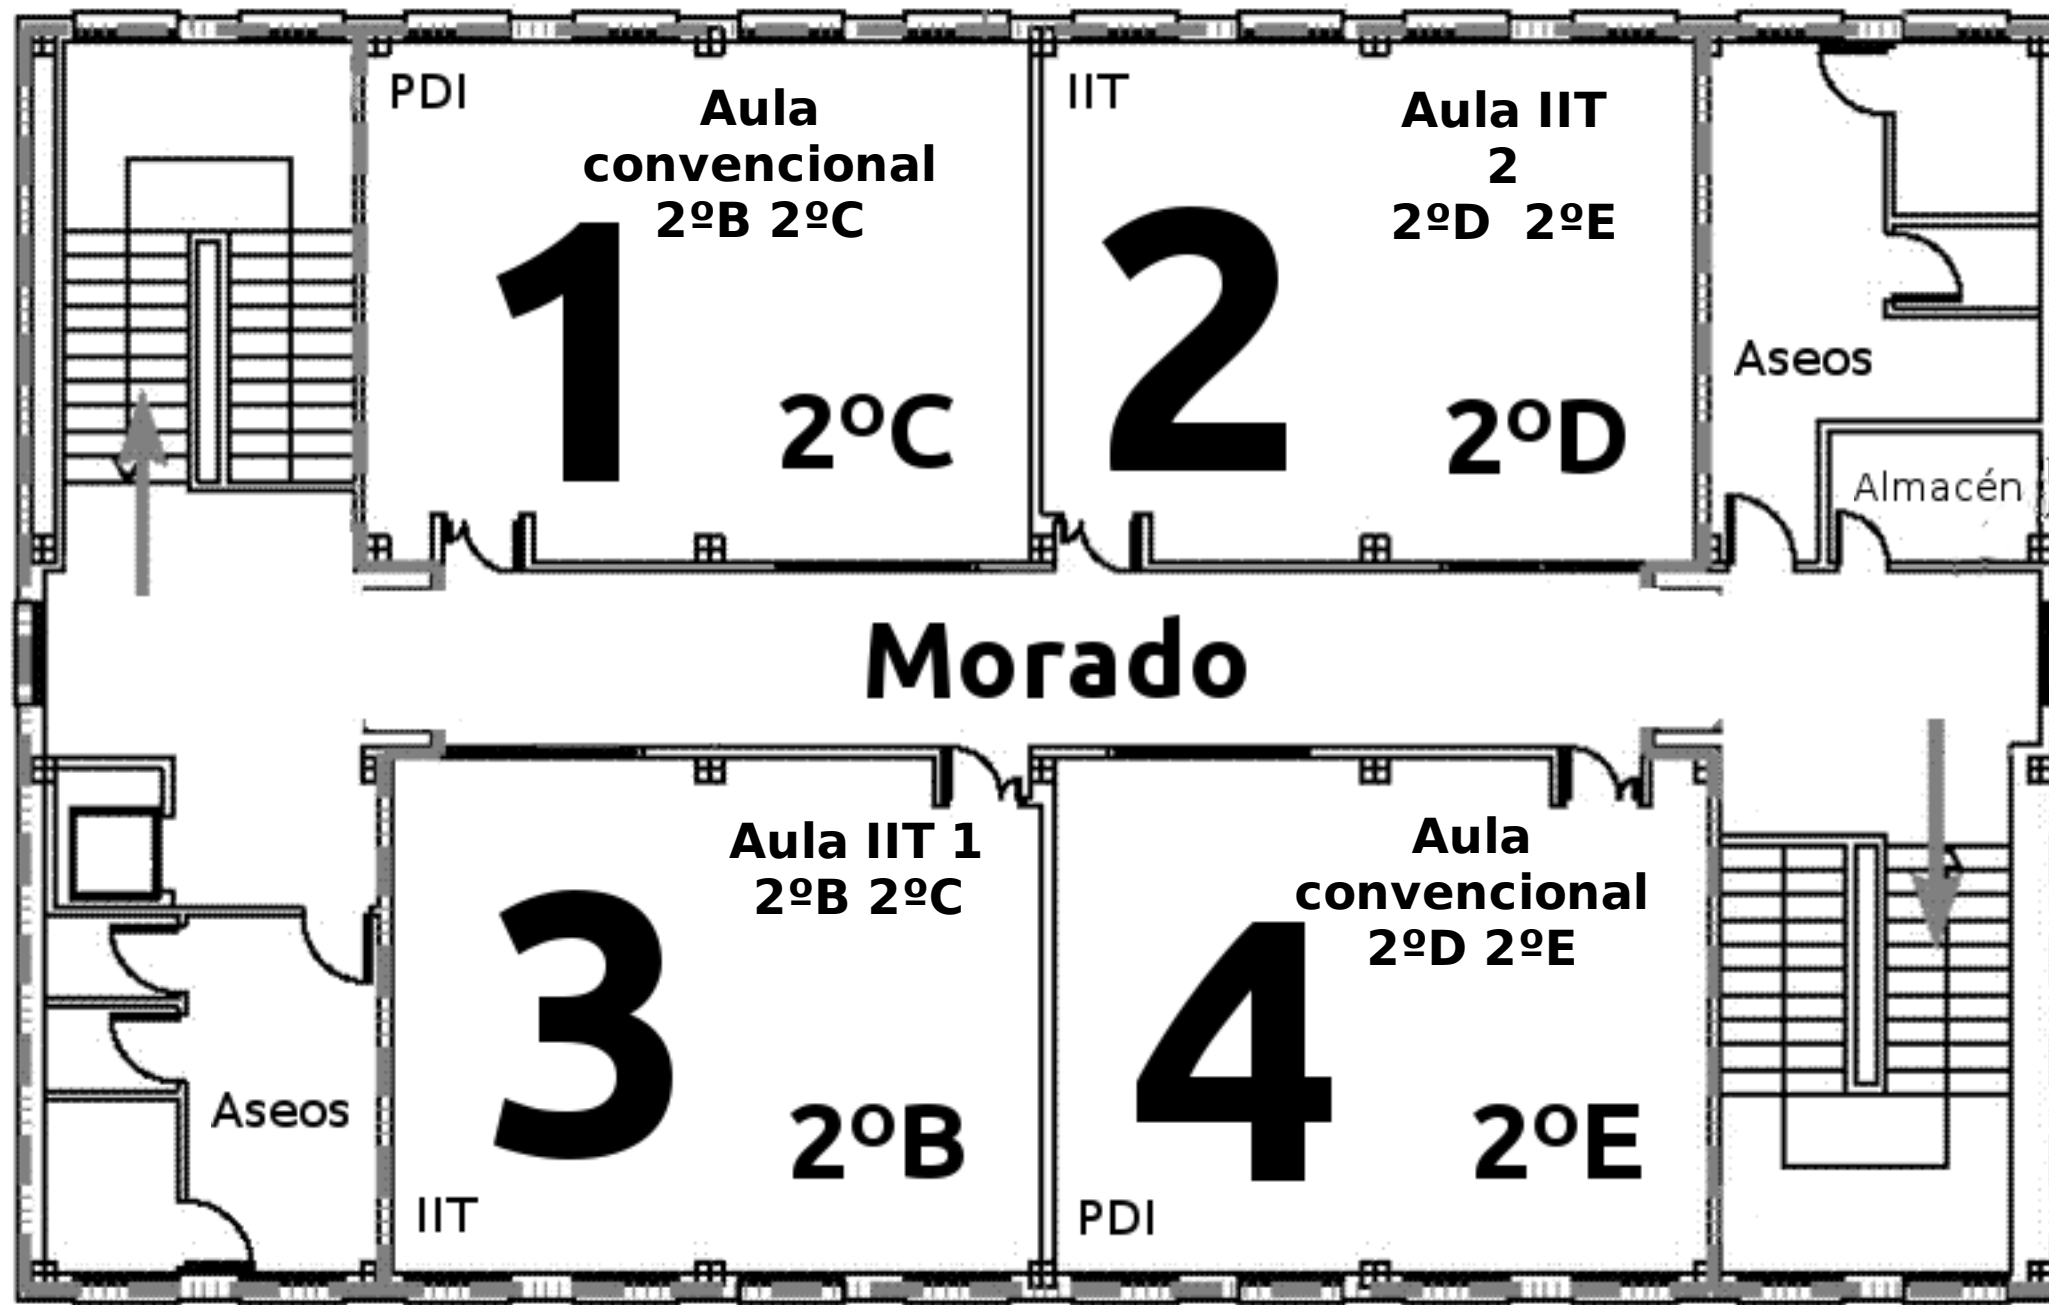 PDI
Aula
convencional
2ºB 2ºC
1
2ºC
IIT
Aula IIT
2
2ºD 2ºE
2
2ºD
Aseos
Almacén
Morado
Aula IIT 1
2ºB 2ºC
3
2ºB
IIT
Aseos
Aula
convencional
2ºD 2ºE
4
2ºE
PDI